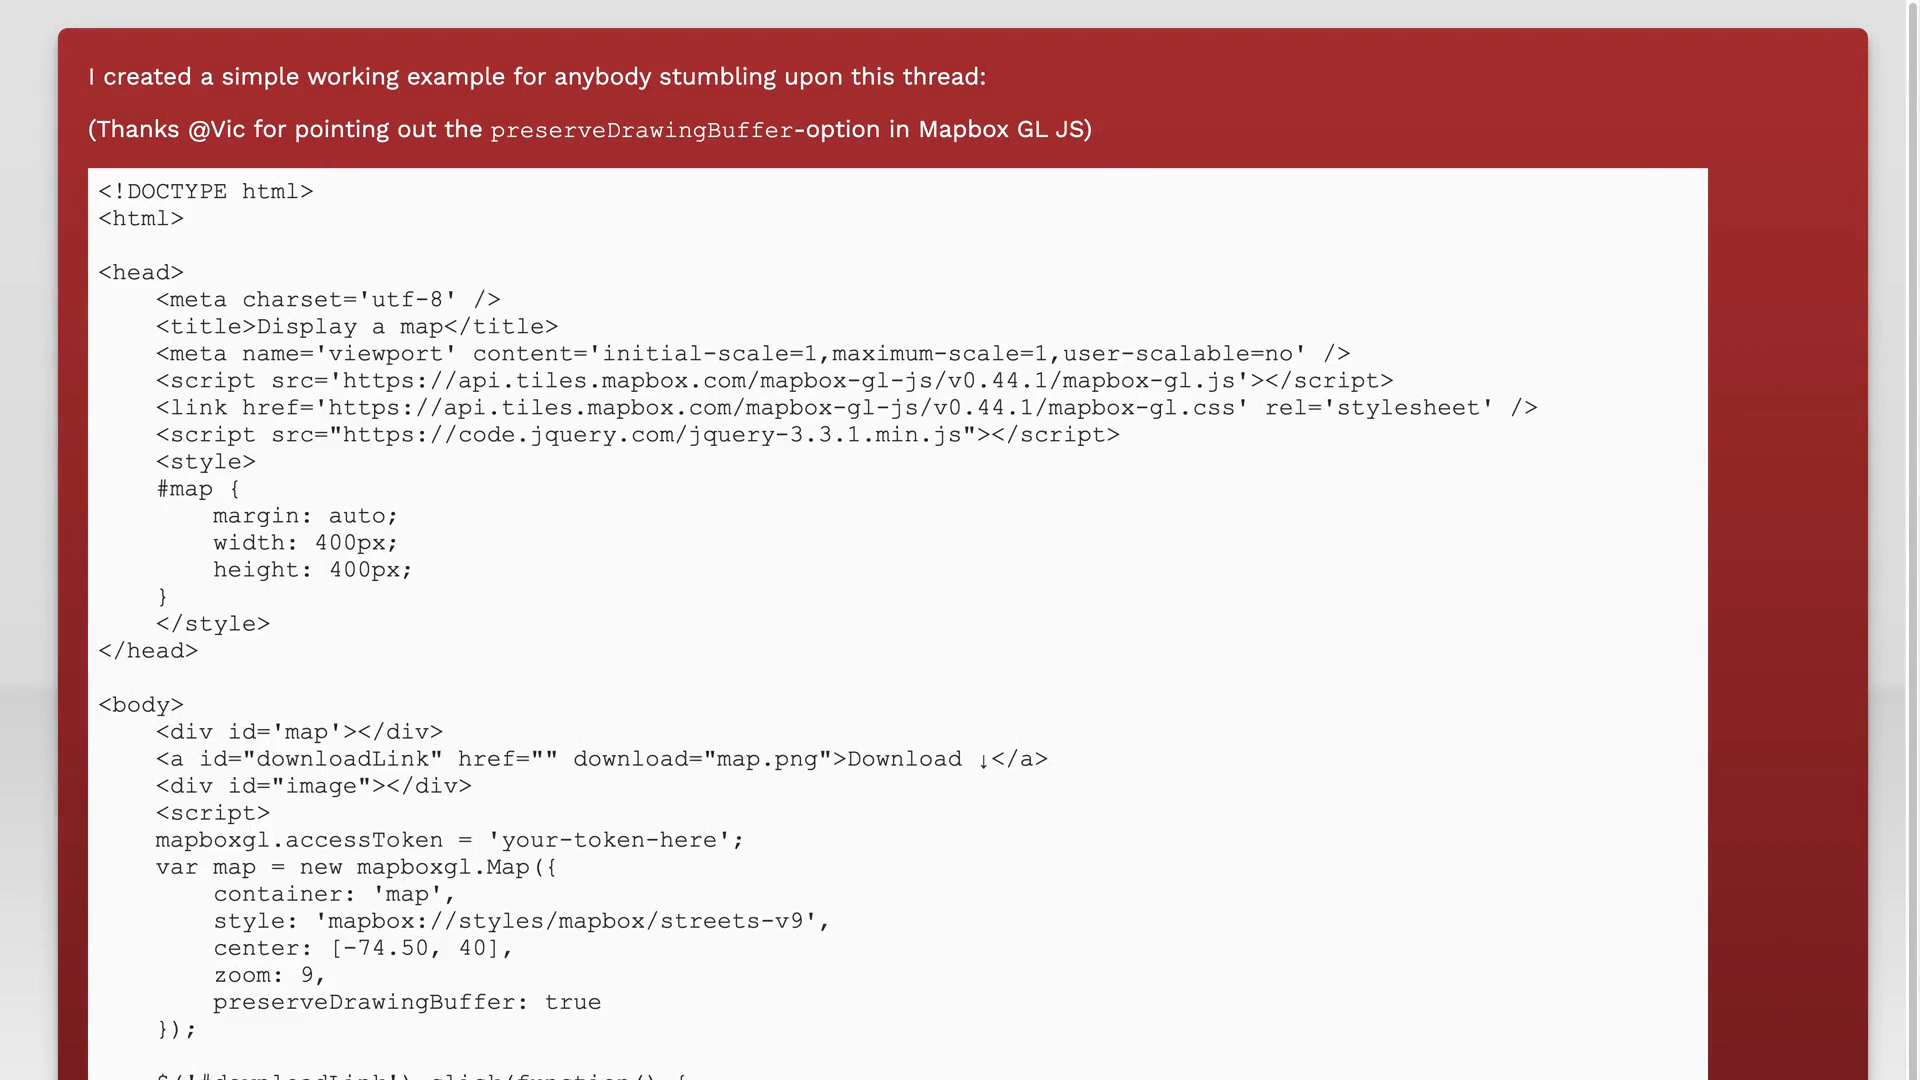 I created a simple working example for anybody stumbling upon this thread:
(Thanks @Vic for pointing out the preserveDrawingBuffer-option in Mapbox GL JS)
<!DOCTYPE html>
<html>
<head>
    <meta charset='utf-8' />
    <title>Display a map</title>
    <meta name='viewport' content='initial-scale=1,maximum-scale=1,user-scalable=no' />
    <script src='https://api.tiles.mapbox.com/mapbox-gl-js/v0.44.1/mapbox-gl.js'></script>
    <link href='https://api.tiles.mapbox.com/mapbox-gl-js/v0.44.1/mapbox-gl.css' rel='stylesheet' />
    <script src="https://code.jquery.com/jquery-3.3.1.min.js"></script>
    <style>
    #map {
        margin: auto;
        width: 400px;
        height: 400px;
    }
    </style>
</head>
<body>
    <div id='map'></div>
    <a id="downloadLink" href="" download="map.png">Download ↓</a>
    <div id="image"></div>
    <script>
    mapboxgl.accessToken = 'your-token-here';
    var map = new mapboxgl.Map({
        container: 'map',
        style: 'mapbox://styles/mapbox/streets-v9',
        center: [-74.50, 40],
        zoom: 9,
        preserveDrawingBuffer: true
    });
    $('#downloadLink').click(function() {